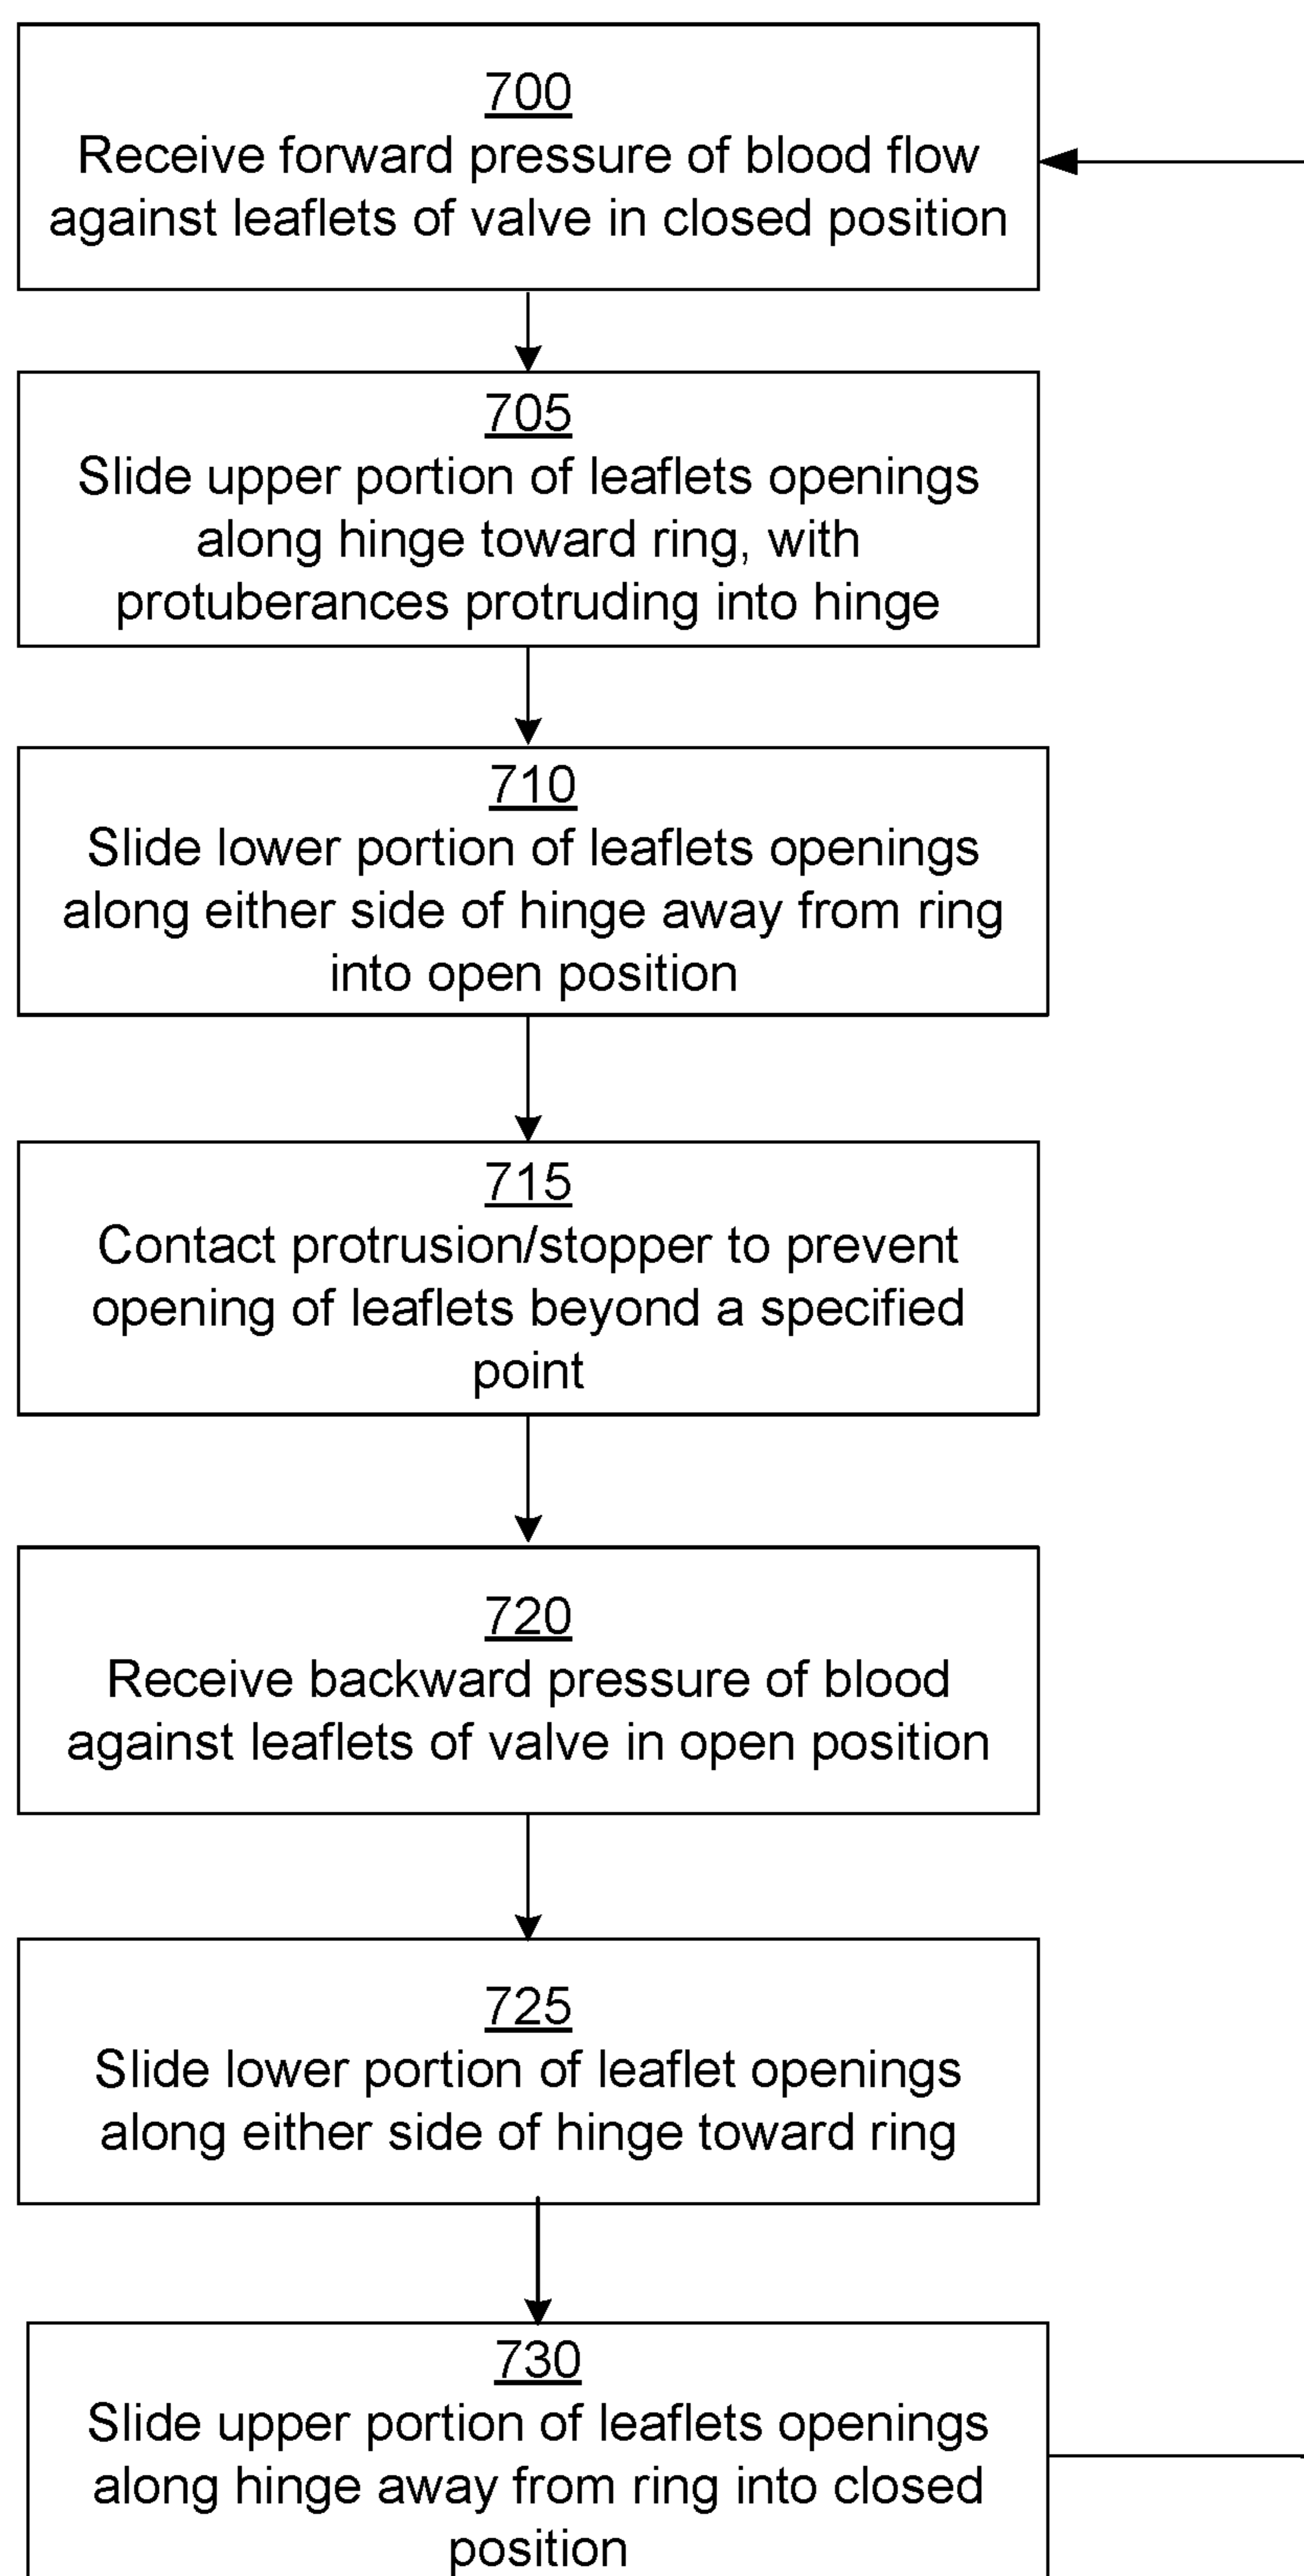 700
Receive forward pressure of blood flow
against leaflets of valve in closed position
705
Slide upper portion of leaflets openings
along hinge toward ring, with
protuberances protruding into hinge
710
Slide lower portion of leaflets openings
along either side of hinge away from ring
into open position
715
Contact protrusion/stopper to prevent
opening of leaflets beyond a specified
point
720
Receive backward pressure of blood
against leaflets of valve in open position
725
Slide lower portion of leaflet openings
along either side of hinge toward ring
730
Slide upper portion of leaflets openings
along hinge away from ring into closed
position